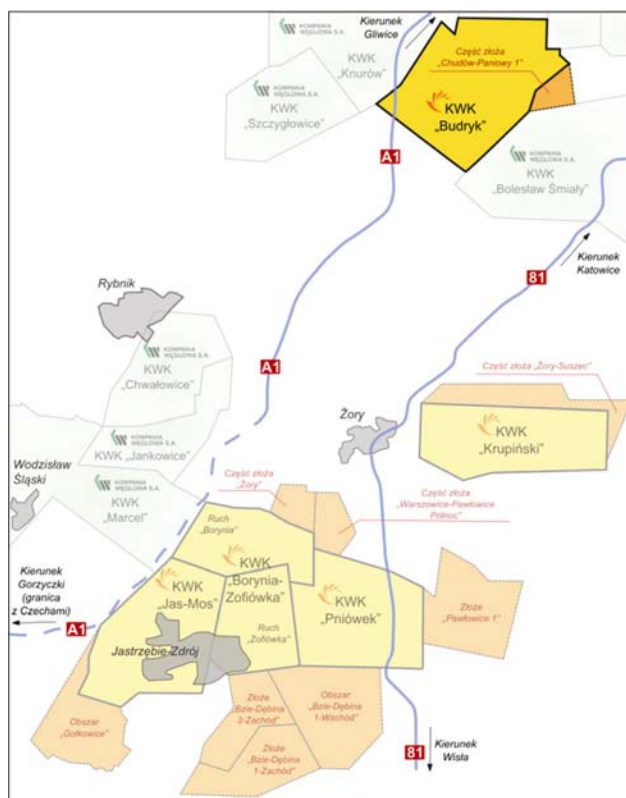 Kierunek
Gliwice
KOMPANIA
WĘGLOWA S.A.
KWK
„Knurów”
Część złoża
„Chudów-Paniowy 1”
KOMPANIA
WĘGLOWA S.A.
KWK
„Szczygłowice”
KWK
„Budryk”
A1
KOMPANIA
WĘGLOWA S.A.
KWK
„Bolesław Śmiały”
Kierunek
Katowice
81
Rybnik
KOMPANIA
WĘGLOWA S.A.
KWK
„Chwałowice”
A1
Część złoża „Żory-Suszec”
Żory
KWK
„Krupiński”
KOMPANIA
WĘGLOWA S.A.
KWK „Jankowice”
Wodzisław
Śląski
KOMPANIA
WĘGLOWA S.A.
KWK
„Marcel”
Część złoża
„Żory”
Część złoża
„Warszowice-Pawłowice
Północ”
Ruch
„Borynia”
Kierunek
Gorzyczki
(granica
z Czechami)
KWK
„Borynia-
Zofiówka”
KWK
„Jas-Mos”
KWK
„Pniówek”
Złoże
„Pawłowice 1”
A1
Ruch
„Zofiówka”
Jastrzębie-Zdrój
Obszar
„Gołkowice”
Złoże
„Bzie-Dębina
2-Zachód”
Obszar
„Bzie-Dębina
1-Wschód”
Złoże
„Bzie-Dębina
1-Zachód”
81
Kierunek
Wisła